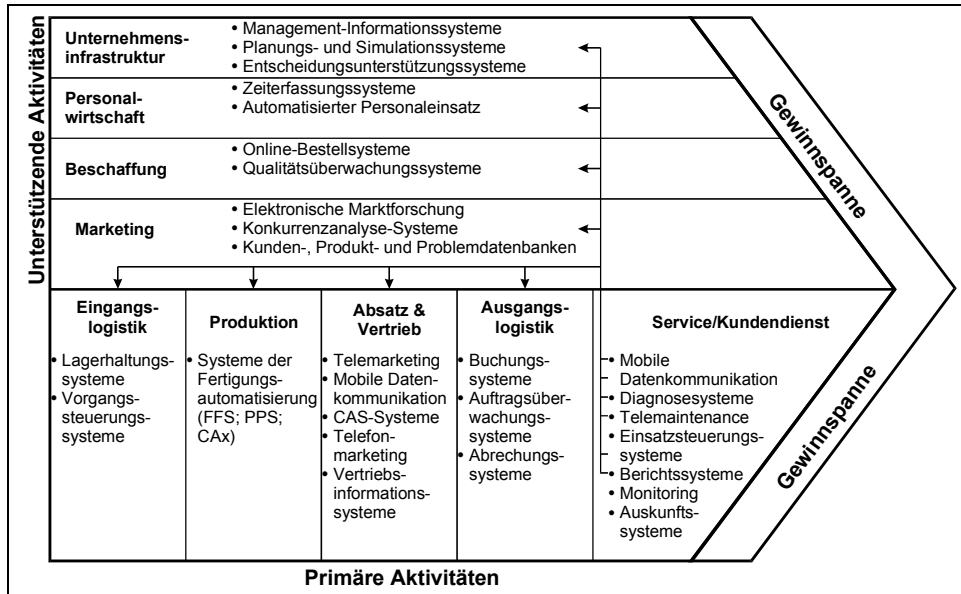 Unterstützende Aktivitäten
Unternehmens-
infrastruktur
• Management-Informationssysteme
• Planungs- und Simulationssysteme
• Entscheidungsunterstützungssysteme
Personal-
wirtschaft
• Zeiterfassungssysteme
• Automatisierter Personaleinsatz
Beschaffung
• Online-Bestellsysteme
• Qualitätsüberwachungssysteme
Marketing
• Elektronische Marktforschung
• Konkurrenzanalyse-Systeme
• Kunden-, Produkt- und Problemdatenbanken
Gewinnspanne
Eingangs-
logistik
• Lagerhaltungs-
systeme
• Vorgangs-
steuerungs-
systeme
Produktion
• Systeme der
Fertigungs-
automatisierung
(FFS; PPS;
CAx)
Absatz &
Vertrieb
• Telemarketing
• Mobile Daten-
kommunikation
• CAS-Systeme
• Telefon-
marketing
• Vertriebs-
informations-
systeme
Ausgangs-
logistik
• Buchungs-
systeme
• Auftragsüber-
wachungs-
systeme
• Abrechungs-
systeme
Service/Kundendienst
• Mobile
Datenkommunikation
• Diagnosesysteme
• Telemaintenance
• Einsatzsteuerungs-
systeme
• Berichtssysteme
• Monitoring
• Auskunfts-
systeme
Gewinnspanne
Primäre Aktivitäten